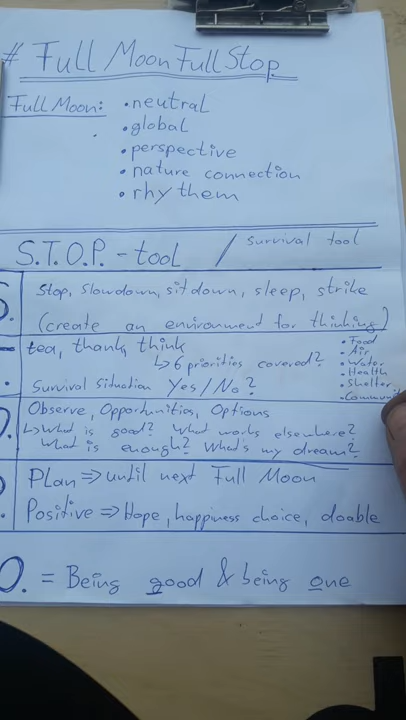 # Full Moon Full Stop
Full Moon: • neutral
• global
• perspective
• nature connection
• rhythem
S.T.O.P. - tool / survival tool
S. Stop, slowdown, sit down, sleep, strike
(create an environment for thinking)
tea, thank, think
↳ 6 priorities covered?
• Food
• Air
• Water
• Health
• Shelter
• Communit
Survival Situation Yes/No?
O. Observe, Opportunities, Options
↳ What is good? What works elsewhere?
What is enough? What's my dream?
Plan ⇒ until next Full Moon
Positive ⇒ Hope, happiness choice, doable
O. = Being good & being one